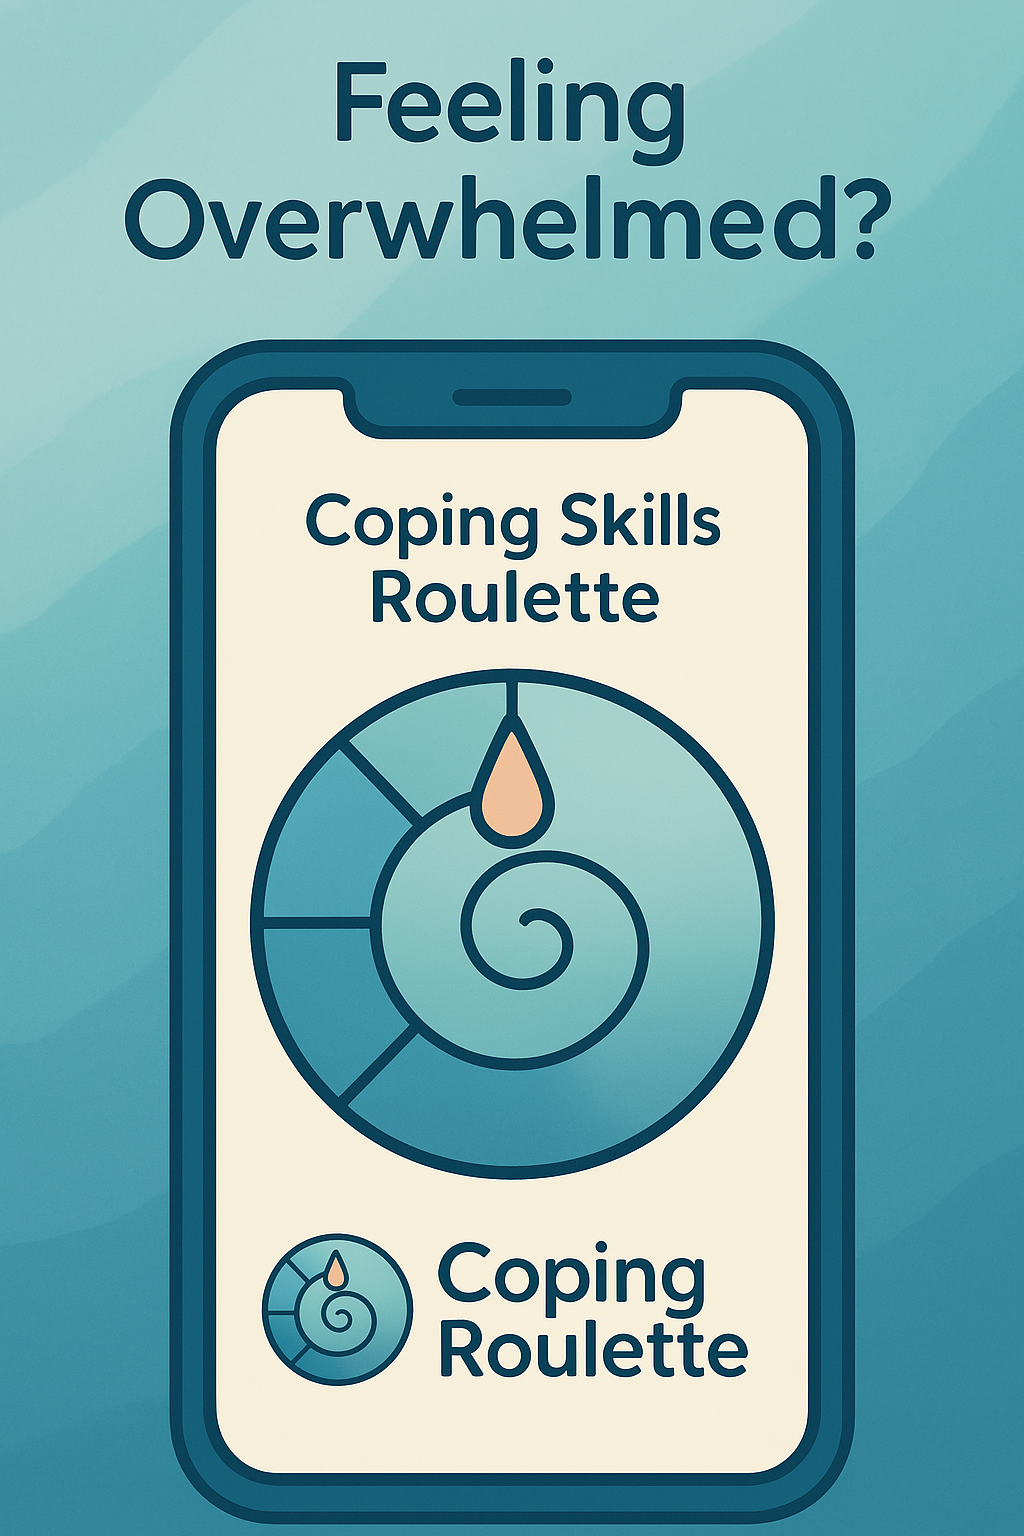 Feeling
Overwhelmed?
Coping Skills
Roulette
Coping
Roulette